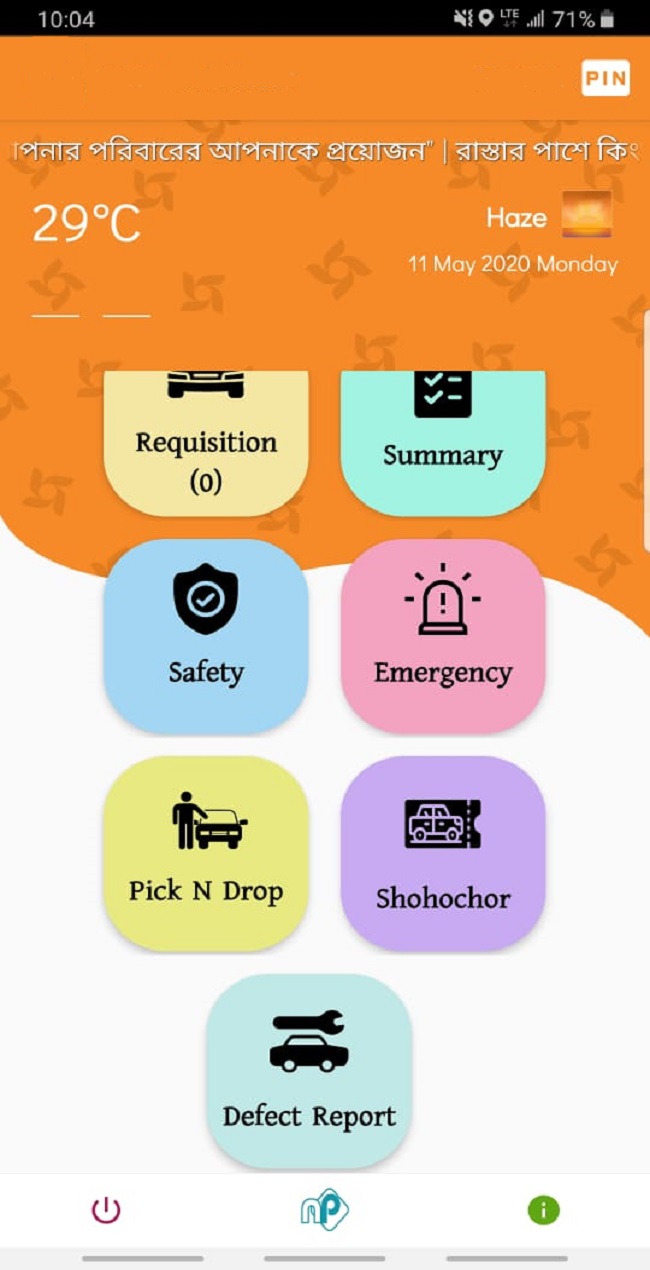 10:04
LTE
71%
PIN
পনার পরিবারের আপনাকে প্রয়োজন" | রাস্তার পাশে কিং
29°C
Haze
11 May 2020 Monday
Requisition
(0)
Summary
Safety
Emergency
Pick N Drop
Shohochor
Defect Report